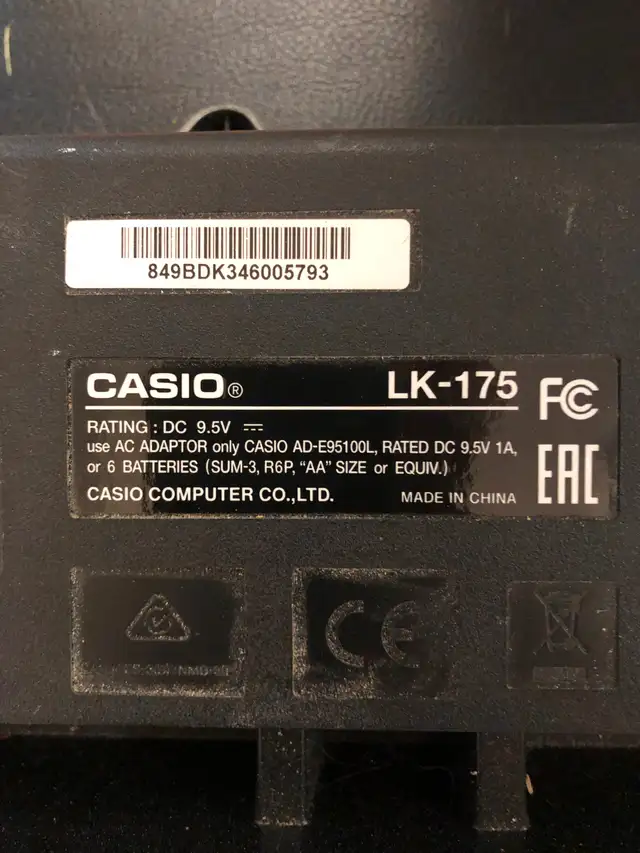 849BDK346005793
CASIO® LK-175
RATING : DC 9.5V ⎓
use AC ADAPTOR only CASIO AD-E95100L, RATED DC 9.5V 1A,
or 6 BATTERIES (SUM-3, R6P, “AA” SIZE or EQUIV.)
CASIO COMPUTER CO.,LTD. MADE IN CHINA
FC
EAC
CE